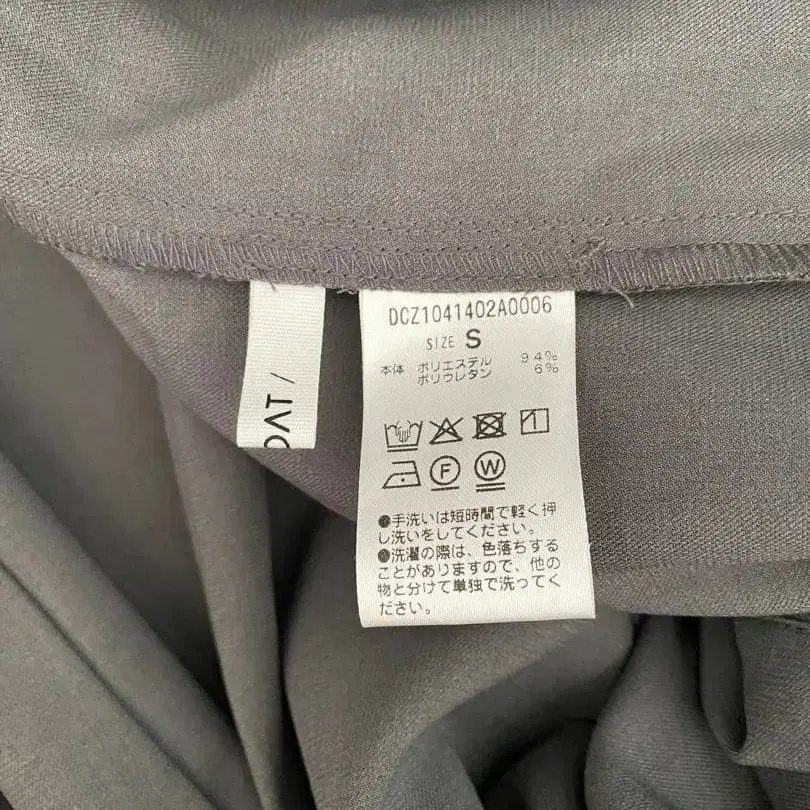 DCZ1041402A0006
SIZE S
本体 ポリエステル 94%
ポリウレタン 6%
F W
●手洗いは短時間で軽く押
し洗いをしてください。
●洗濯の際は、色落ちする
ことがありますので、他の
物と分けて単独で洗ってく
ださい。
OAT /